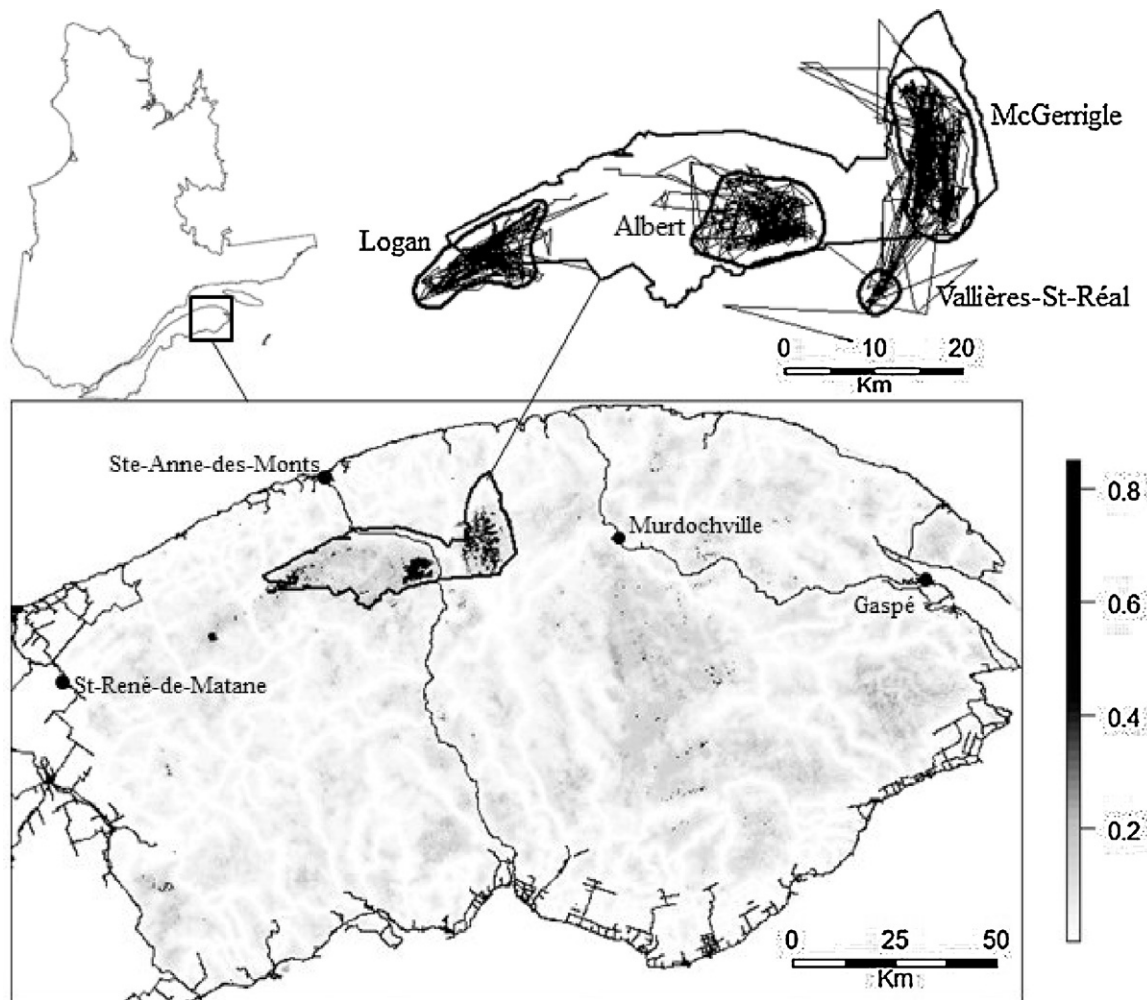 McGerrigle
Logan
Albert
Vallières-St-Réal
0 10 20
Km
Ste-Anne-des-Monts
Murdochville
Gaspé
St-René-de-Matane
0.8
0.6
0.4
0.2
0 25 50
Km